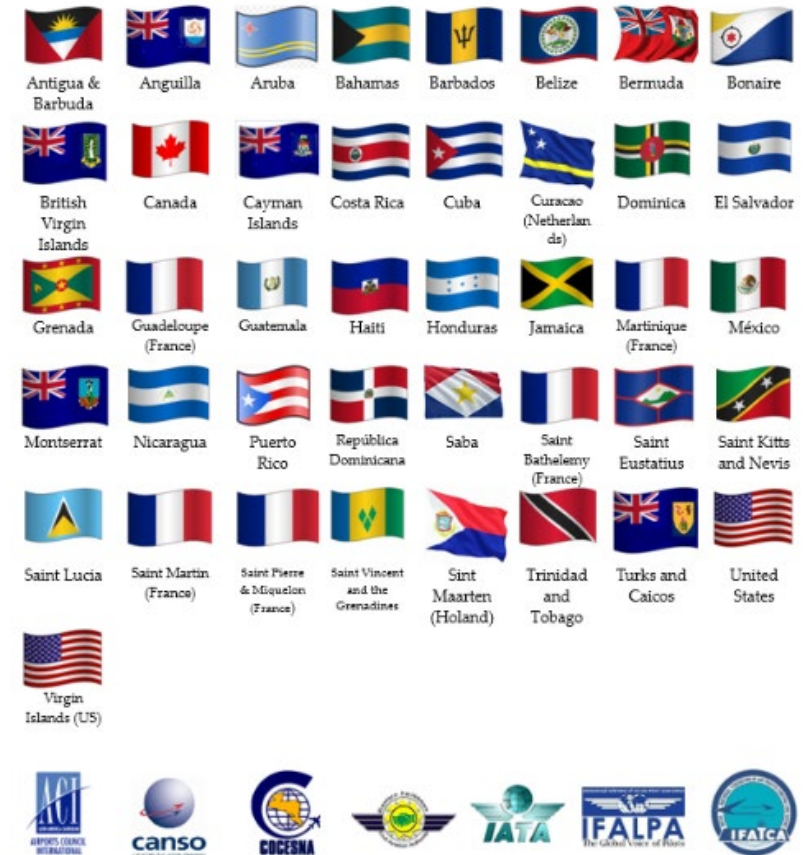 Antigua &
Barbuda
Anguilla
Aruba
Bahamas
Barbados
Belize
Bermuda
Bonaire
British
Virgin
Islands
Canada
Cayman
Islands
Costa Rica
Cuba
Curacao
(Netherlan
ds)
Dominica
El Salvador
Grenada
Guadeloupe
(France)
Guatemala
Haiti
Honduras
Jamaica
Martinique
(France)
México
Montserrat
Nicaragua
Puerto
Rico
República
Dominicana
Saba
Saint
Bathelemy
(France)
Saint
Eustatius
Saint Kitts
and Nevis
Saint Lucia
Saint Martin
(France)
Saint Pierre
& Miquelon
(France)
Saint Vincent
and the
Grenadines
Sint
Maarten
(Holand)
Trinidad
and
Tobago
Turks and
Caicos
United
States
Virgin
Islands (US)
ACI
AIRPORTS COUNCIL
INTERNATIONAL
canso
COCESNA
IATA
IFALPA
The Global Voice of Pilots
IFATCA